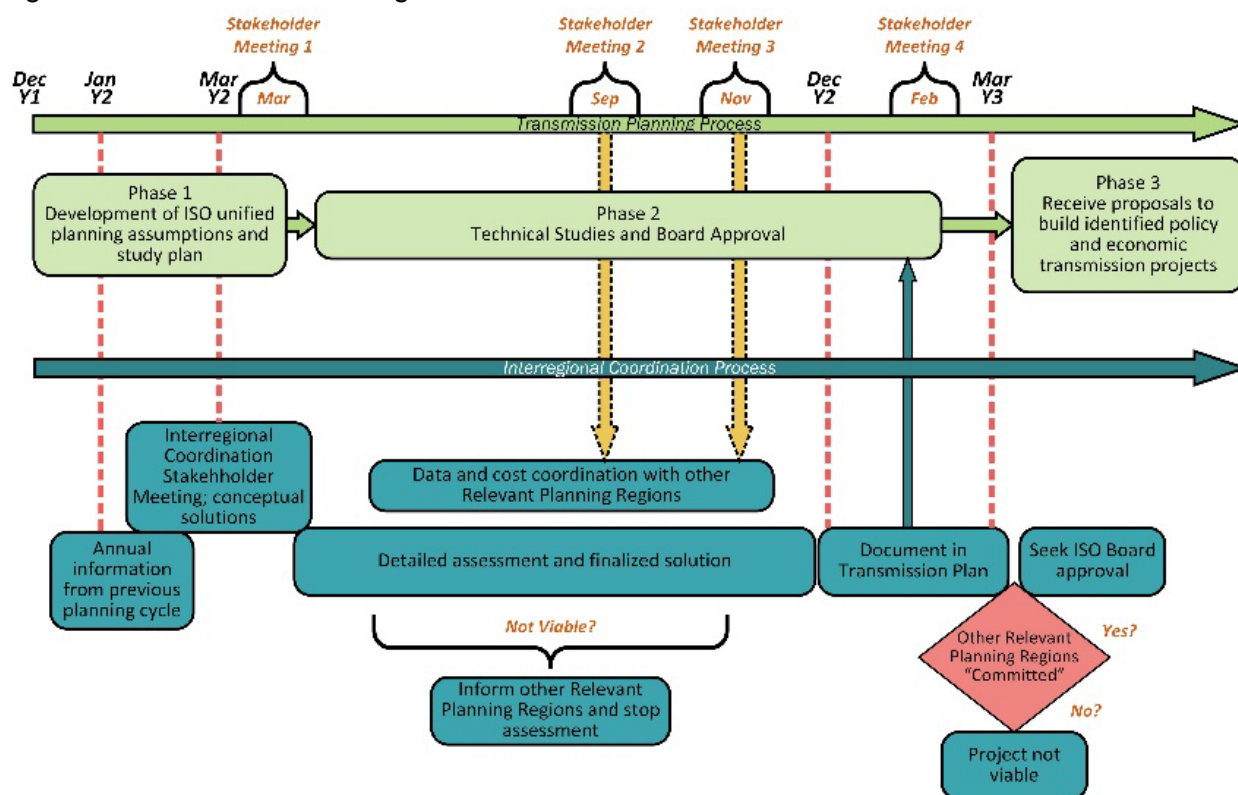 Stakeholder
Meeting 1
Stakeholder
Meeting 2
Stakeholder
Meeting 3
Stakeholder
Meeting 4
Dec
Y1
Jan
Y2
Mar
Y2
Mar
Sep
Nov
Dec
Y2
Feb
Mar
Y3
Transmission Planning Process
Phase 1
Development of ISO unified
planning assumptions and
study plan
Phase 2
Technical Studies and Board Approval
Phase 3
Receive proposals to
build identified policy
and economic
transmission projects
Interregional Coordination Process
Interregional
Coordination
Stakehholder
Meeting; conceptual
solutions
Data and cost coordination with other
Relevant Planning Regions
Annual
information
from previous
planning cycle
Detailed assessment and finalized solution
Document in
Transmission Plan
Seek ISO Board
approval
Not Viable?
Inform other Relevant
Planning Regions and stop
assessment
Other Relevant
Planning Regions
“Committed”
Yes?
No?
Project not
viable